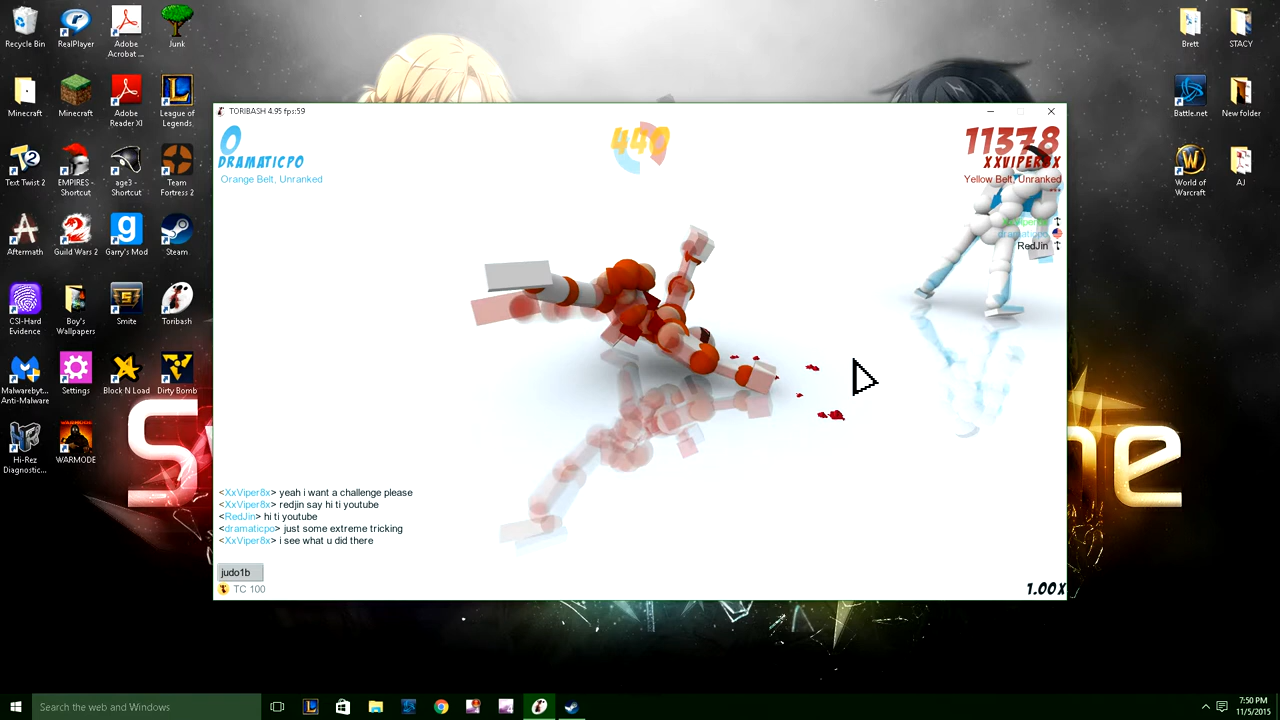 Recycle Bin
RealPlayer
Adobe Acrobat ...
Junk
Brett
STACY
Minecraft
Minecraft
Adobe Reader XI
League of Legends
Battle.net
New folder
Text Twist 2
EMPIRES - Shortcut
age3 - Shortcut
Team Fortress 2
World of Warcraft
AJ
Aftermath
Guild Wars 2
Garry's Mod
Steam
CSI-Hard Evidence
Boy's Wallpapers
Smite
Toribash
Malwarebyt... Anti-Malware
Settings
Block N Load
Dirty Bomb
Hi-Rez Diagnostic...
WARMODE
TORIBASH 4.95 fps:59
0
DRAMATICPO
Orange Belt, Unranked
11378
XXVIPER8X
Yellow Belt, Unranked
dramaticpo
RedJin
<XxViper8x> yeah i want a challenge please
<XxViper8x> redjin say hi ti youtube
<RedJin> hi ti youtube
<dramaticpo> just some extreme tricking
<XxViper8x> i see what u did there
judo1b
TC 100
1.00X
Search the web and Windows
7:50 PM
11/5/2015